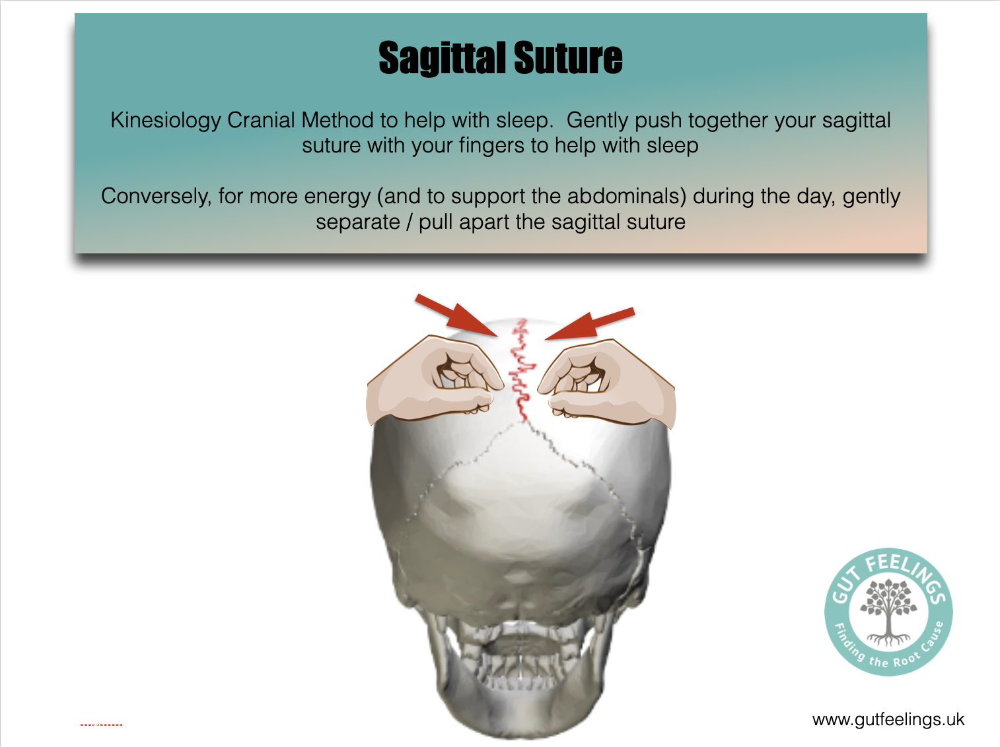 Sagittal Suture
Kinesiology Cranial Method to help with sleep.  Gently push together your sagittal
suture with your fingers to help with sleep
Conversely, for more energy (and to support the abdominals) during the day, gently
separate / pull apart the sagittal suture
GUT FEELINGS
Finding the Root Cause
www.gutfeelings.uk